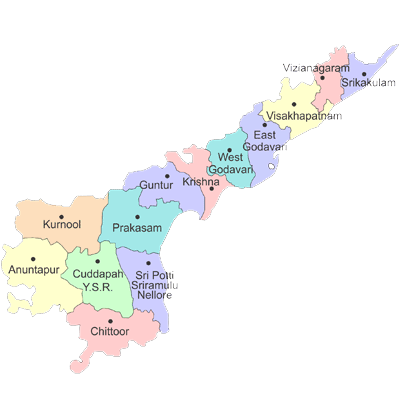 Vizianagaram
Srikakulam
Visakhapatnam
East
Godavari
West
Godavari
Krishna
Guntur
Kurnool
Prakasam
Anuntapur
Cuddapah
Y.S.R.
Sri Potti
Sriramulu
Nellore
Chittoor